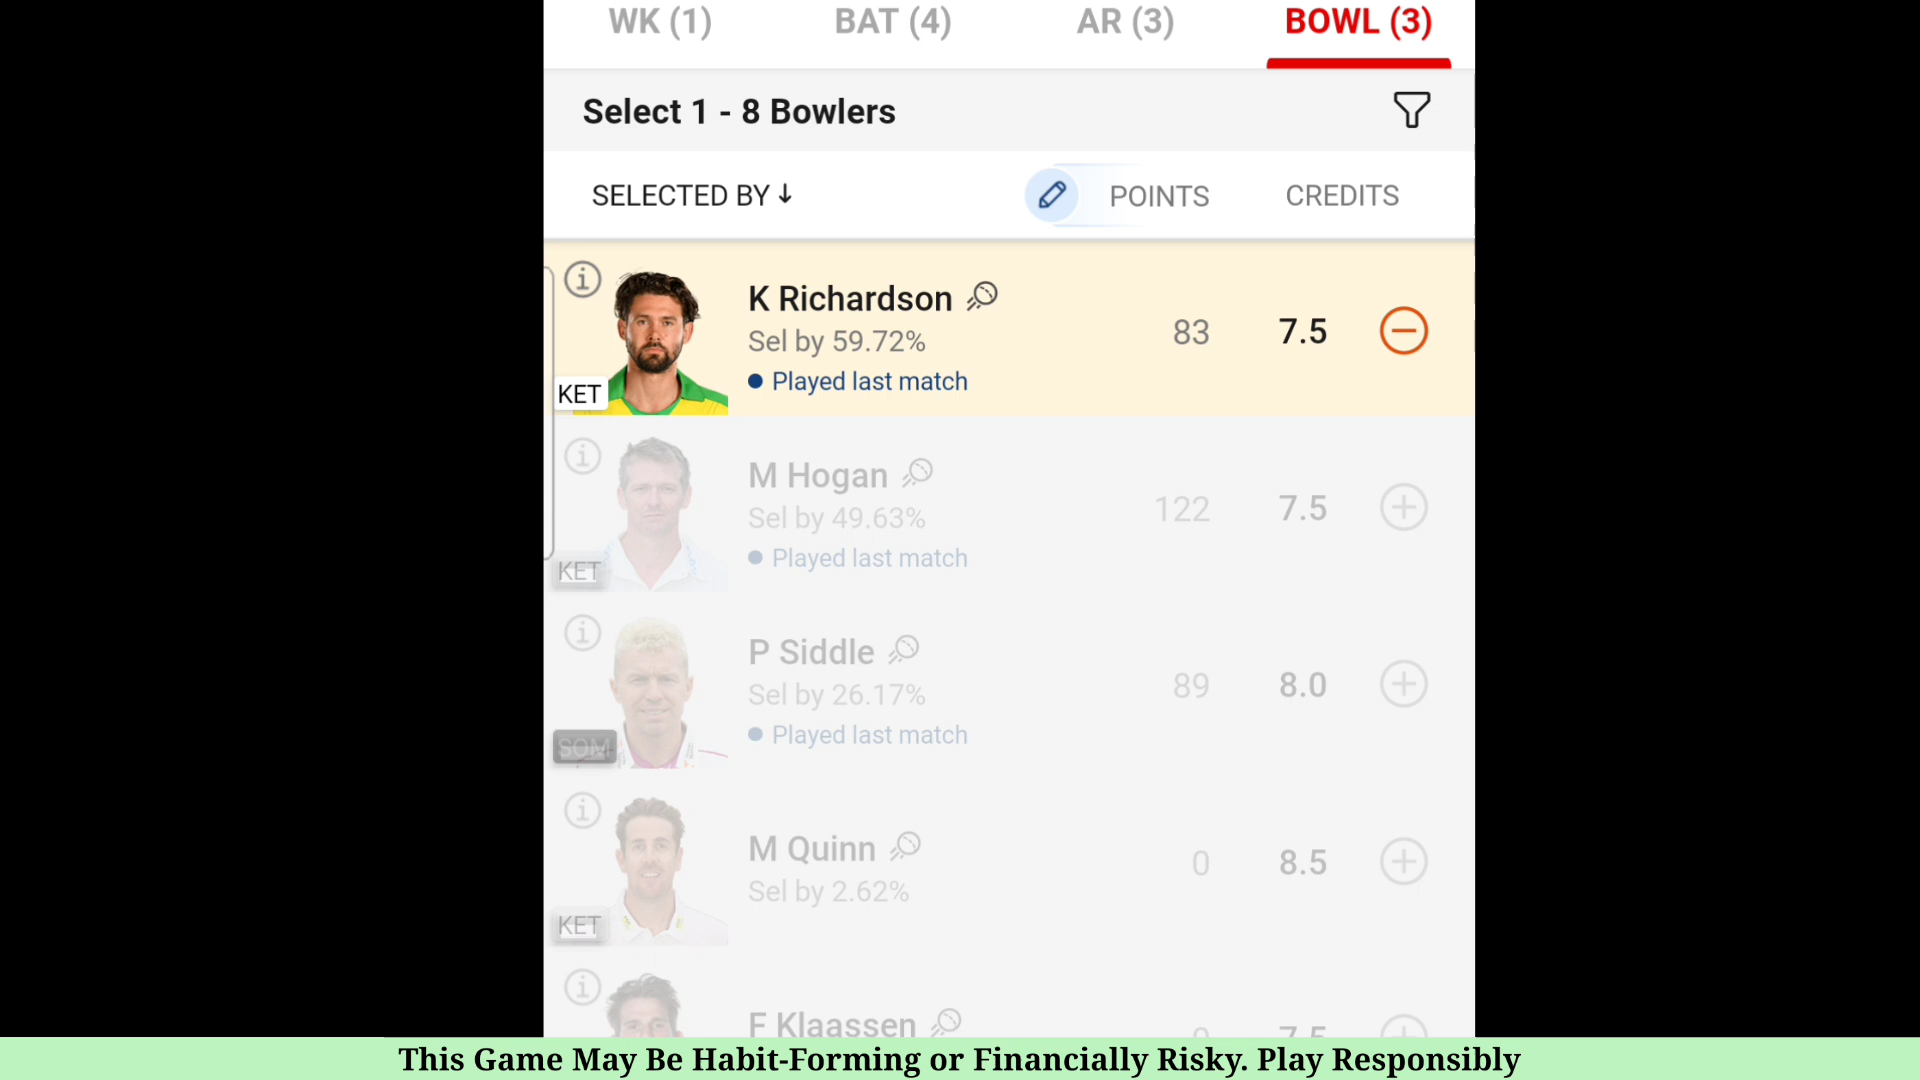 WK (1) BAT (4) AR (3) BOWL (3)
Select 1 - 8 Bowlers
SELECTED BY ↓ POINTS CREDITS
K Richardson
Sel by 59.72% 83 7.5
Played last match
KET
M Hogan
Sel by 49.63% 122 7.5
Played last match
KET
P Siddle
Sel by 26.17% 89 8.0
Played last match
SOM
M Quinn
Sel by 2.62% 0 8.5
KET
F Klaassen 0 7.5
This Game May Be Habit-Forming or Financially Risky. Play Responsibly